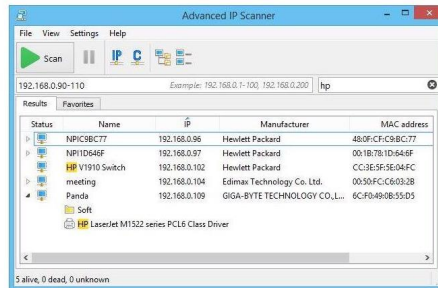 Advanced IP Scanner
File View Settings Help
Scan IP C
192.168.0.90-110 Example: 192.168.0.1-100, 192.168.0.200 hp
Results Favorites
Status Name IP Manufacturer MAC address
NPIC9BC77 192.168.0.96 Hewlett Packard 48:0F:CF:C9:BC:77
NPI1D646F 192.168.0.97 Hewlett Packard 00:1B:78:1D:64:6F
HP V1910 Switch 192.168.0.102 Hewlett Packard CC:3E:5F:5E:04:FC
meeting 192.168.0.104 Edimax Technology Co. Ltd. 00:50:FC:C6:03:2B
Panda 192.168.0.109 GIGA-BYTE TECHNOLOGY CO.,L... 6C:F0:49:0B:55:D5
Soft
HP LaserJet M1522 series PCL6 Class Driver
5 alive, 0 dead, 0 unknown